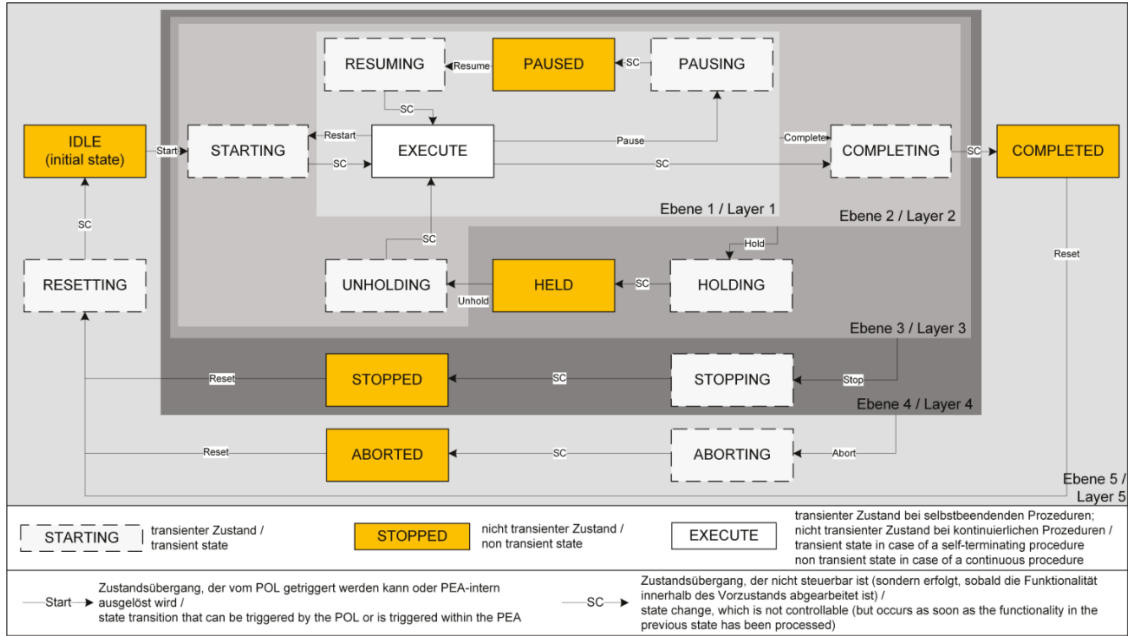 RESUMING
Resume
PAUSED
SC
PAUSING
SC
IDLE
(initial state)
Start
STARTING
Restart
SC
EXECUTE
Pause
SC
Complete
COMPLETING
SC
COMPLETED
Ebene 1 / Layer 1
Ebene 2 / Layer 2
SC
SC
Hold
Reset
RESETTING
UNHOLDING
Unhold
HELD
SC
HOLDING
Ebene 3 / Layer 3
Reset
STOPPED
SC
STOPPING
Stop
Ebene 4 / Layer 4
Reset
ABORTED
SC
ABORTING
Abort
Ebene 5 /
Layer 5
STARTING
transienter Zustand /
transient state
STOPPED
nicht transienter Zustand /
non transient state
EXECUTE
transienter Zustand bei selbstbeendenden Prozeduren;
nicht transienter Zustand bei kontinuierlichen Prozeduren /
transient state in case of a self-terminating procedure
non transient state in case of a continuous procedure
Start
Zustandsübergang, der vom POL getriggert werden kann oder PEA-intern
ausgelöst wird /
state transition that can be triggered by the POL or is triggered within the PEA
SC
Zustandsübergang, der nicht steuerbar ist (sondern erfolgt, sobald die Funktionalität
innerhalb des Vorzustands abgearbeitet ist) /
state change, which is not controllable (but occurs as soon as the functionality in the
previous state has been processed)